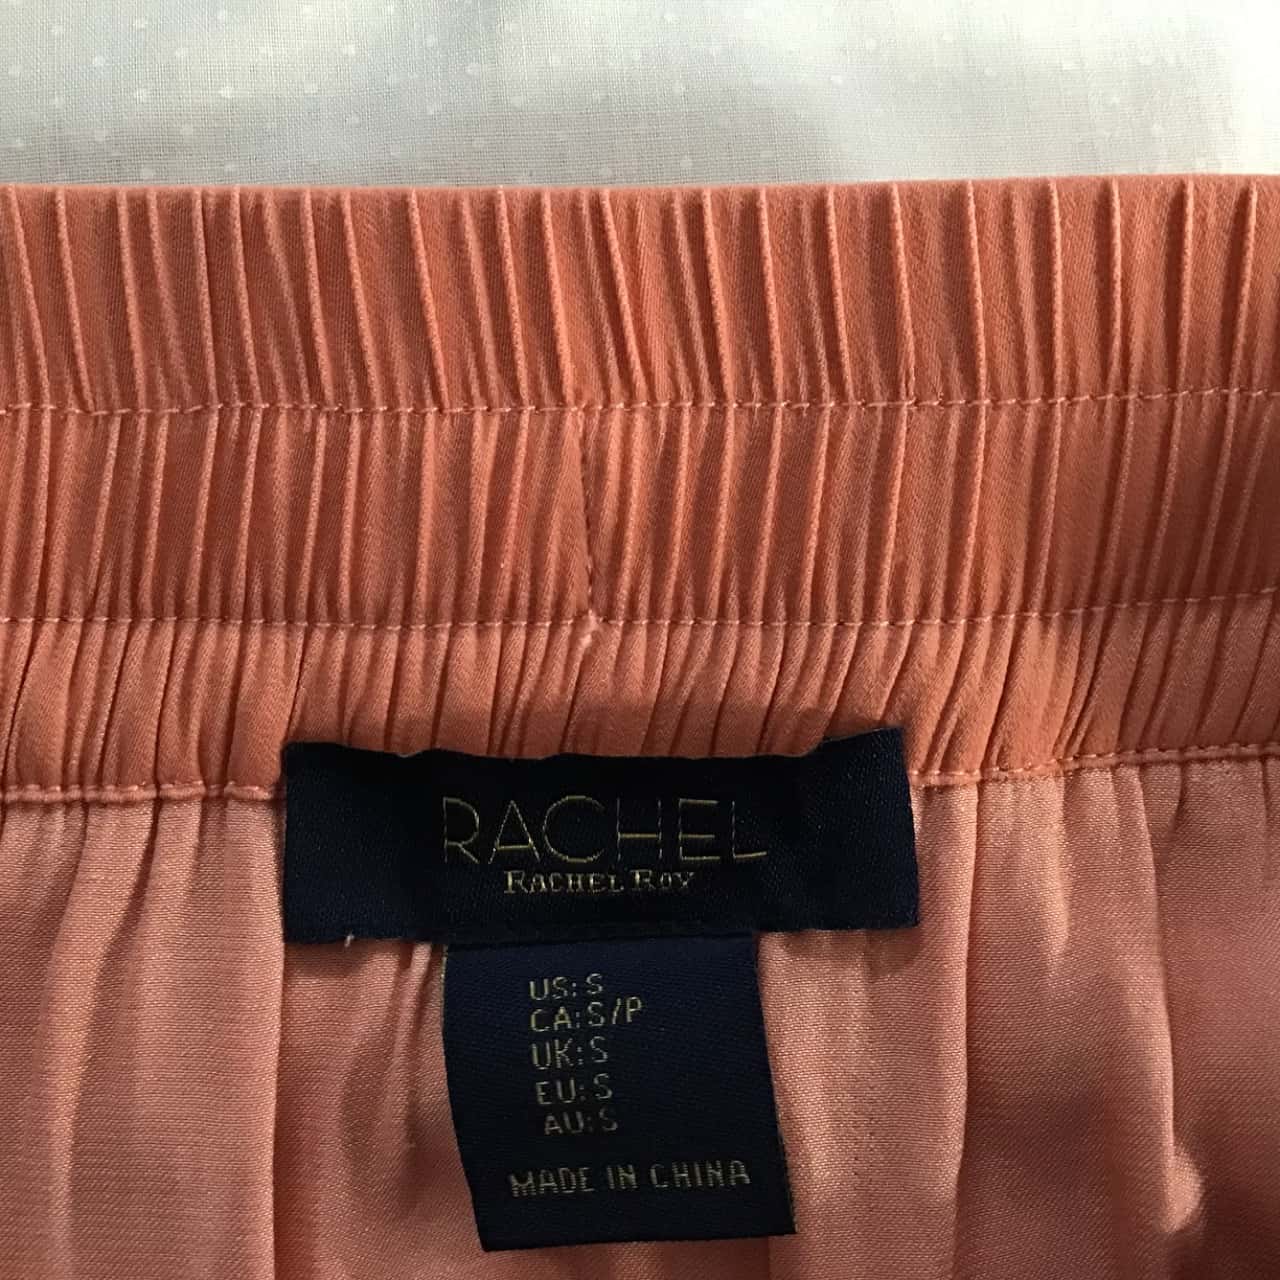 RACHEL
RACHEL ROY
US: S
CA: S/P
UK: S
EU: S
AU: S
MADE IN CHINA